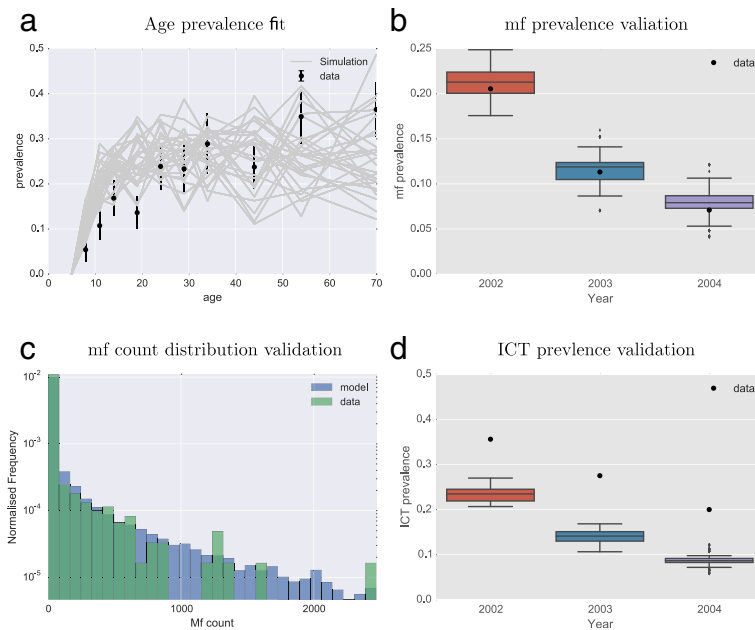 a Age prevalence fit
0.5
0.4
0.3
0.2
0.1
0.0
prevalence
Simulation
data
10 20 30 40 50 60 70
age
b mf prevalence valiation
0.25
0.20
0.15
0.10
0.05
0.00
mf prevalence
data
2002 2003 2004
Year
c mf count distribution validation
10⁻²
10⁻³
10⁻⁴
10⁻⁵
Normalised Frequency
model
data
0 1000 2000
Mf count
d ICT prevlence validation
0.5
0.4
0.3
0.2
0.1
0.0
ICT prevalence
data
2002 2003 2004
Year